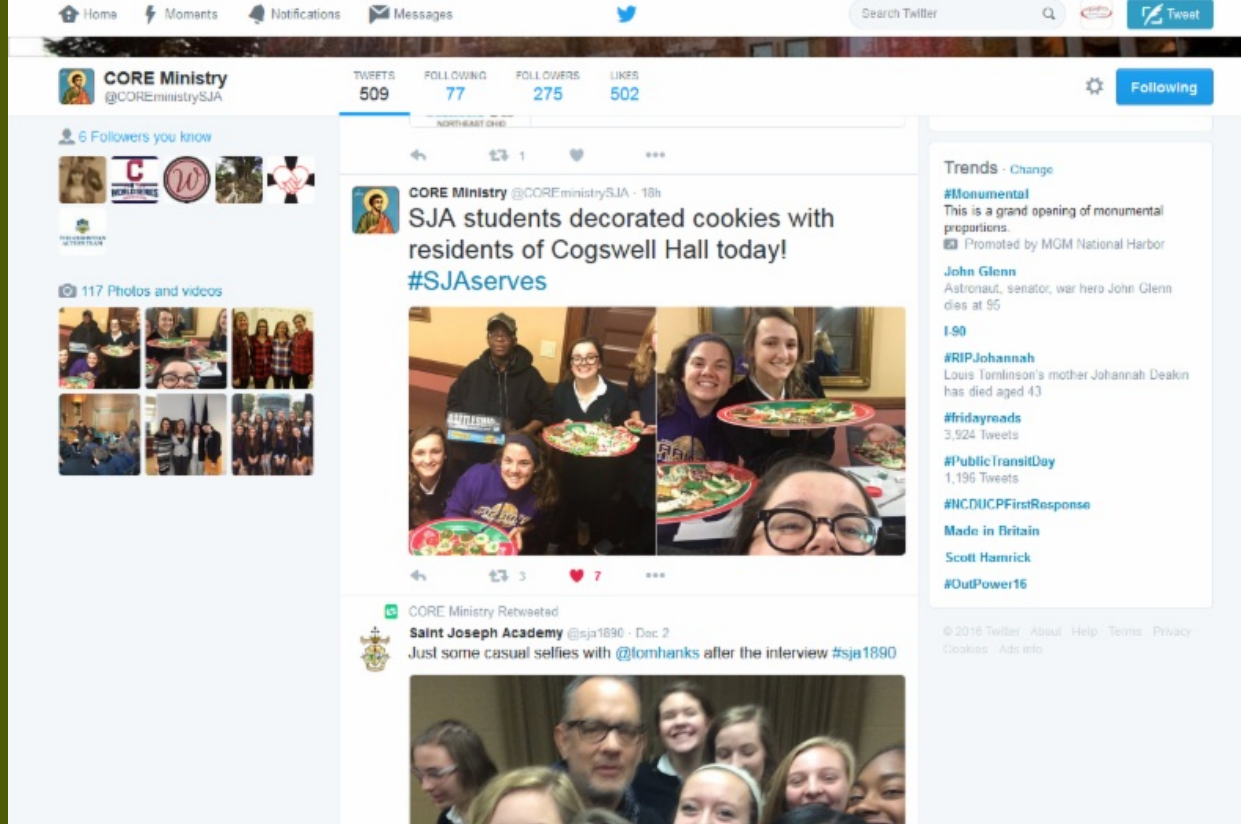 Home Moments Notifications Messages Search Twitter Tweet
CORE Ministry
@COREministrySJA
TWEETS FOLLOWING FOLLOWERS LIKES
509 77 275 502
Following
6 Followers you know
C
WORLD SERIES
W
117 Photos and videos
NORTHEAST OHIO
1
CORE Ministry @COREministrySJA · 18h
SJA students decorated cookies with
residents of Cogswell Hall today!
#SJAserves
BATTLESHIP
3 7
CORE Ministry Retweeted
Saint Joseph Academy @sja1890 · Dec 2
Just some casual selfies with @tomhanks after the interview #sja1890
Trends · Change
#Monumental
This is a grand opening of monumental
proportions.
Promoted by MGM National Harbor
John Glenn
Astronaut, senator, war hero John Glenn
dies at 95
I-90
#RIPJohannah
Louis Tomlinson's mother Johannah Deakin
has died aged 43
#fridayreads
3,924 Tweets
#PublicTransitDay
1,196 Tweets
#NCDUCPFirstResponse
Made in Britain
Scott Hamrick
#OutPower16
© 2016 Twitter About Help Terms Privacy
Cookies Ads info